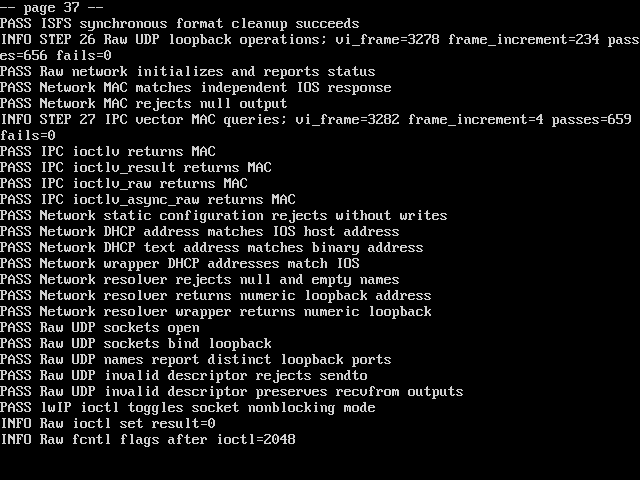 -- page 37 --
PASS ISFS synchronous format cleanup succeeds
INFO STEP 26 Raw UDP loopback operations; vi_frame=3278 frame_increment=234 pass
es=656 fails=0
PASS Raw network initializes and reports status
PASS Network MAC matches independent IOS response
PASS Network MAC rejects null output
INFO STEP 27 IPC vector MAC queries; vi_frame=3282 frame_increment=4 passes=659
fails=0
PASS IPC ioctlv returns MAC
PASS IPC ioctlv_result returns MAC
PASS IPC ioctlv_raw returns MAC
PASS IPC ioctlv_async_raw returns MAC
PASS Network static configuration rejects without writes
PASS Network DHCP address matches IOS host address
PASS Network DHCP text address matches binary address
PASS Network wrapper DHCP addresses match IOS
PASS Network resolver rejects null and empty names
PASS Network resolver returns numeric loopback address
PASS Network resolver wrapper returns numeric loopback
PASS Raw UDP sockets open
PASS Raw UDP sockets bind loopback
PASS Raw UDP names report distinct loopback ports
PASS Raw UDP invalid descriptor rejects sendto
PASS Raw UDP invalid descriptor preserves recvfrom outputs
PASS lwIP ioctl toggles socket nonblocking mode
INFO Raw ioctl set result=0
INFO Raw fcntl flags after ioctl=2048